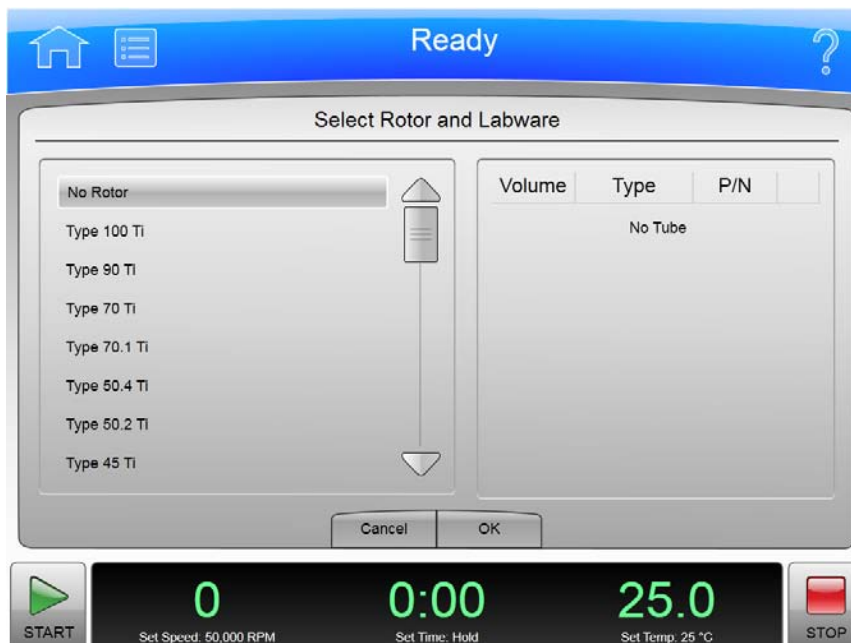 Ready
?
Select Rotor and Labware
No Rotor
Type 100 Ti
Type 90 Ti
Type 70 Ti
Type 70.1 Ti
Type 50.4 Ti
Type 50.2 Ti
Type 45 Ti
Volume Type P/N
No Tube
Cancel OK
START
0 0:00 25.0
Set Speed: 50,000 RPM Set Time: Hold Set Temp: 25 °C
STOP